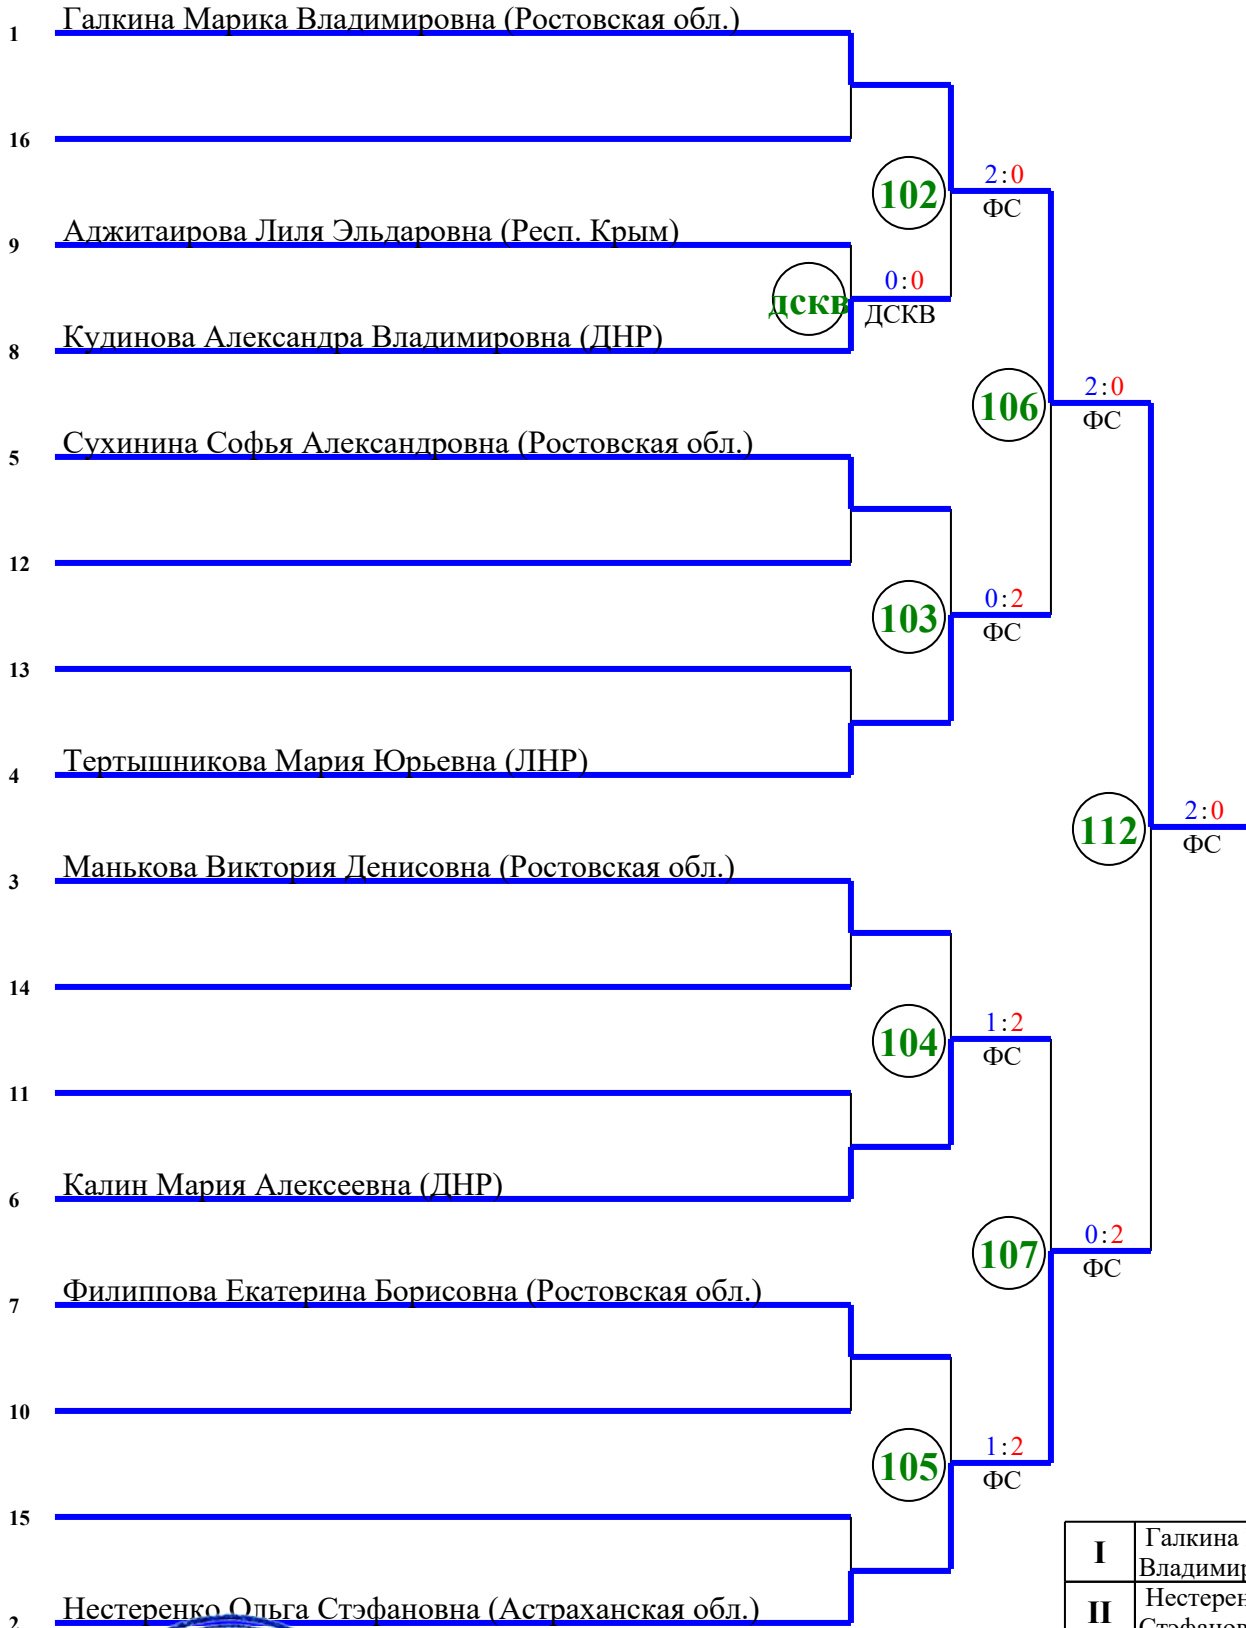 Галкина Марика Владимировна (Ростовская обл.)
1
16
102
2:0
ФС
Аджитаирова Лиля Эльдаровна (Респ. Крым)
9
дскв
0:0
ДСКВ
Кудинова Александра Владимировна (ДНР)
8
106
2:0
ФС
Сухинина Софья Александровна (Ростовская обл.)
5
12
103
0:2
ФС
13
Тертышникова Мария Юрьевна (ЛНР)
4
112
2:0
ФС
Манькова Виктория Денисовна (Ростовская обл.)
3
14
104
1:2
ФС
11
Калин Мария Алексеевна (ДНР)
6
107
0:2
ФС
Филиппова Екатерина Борисовна (Ростовская обл.)
7
10
105
1:2
ФС
15
I Галкина
Владимир
Нестеренко Ольга Стэфановна (Астраханская обл.)
2
II Нестерен
Стэфанов